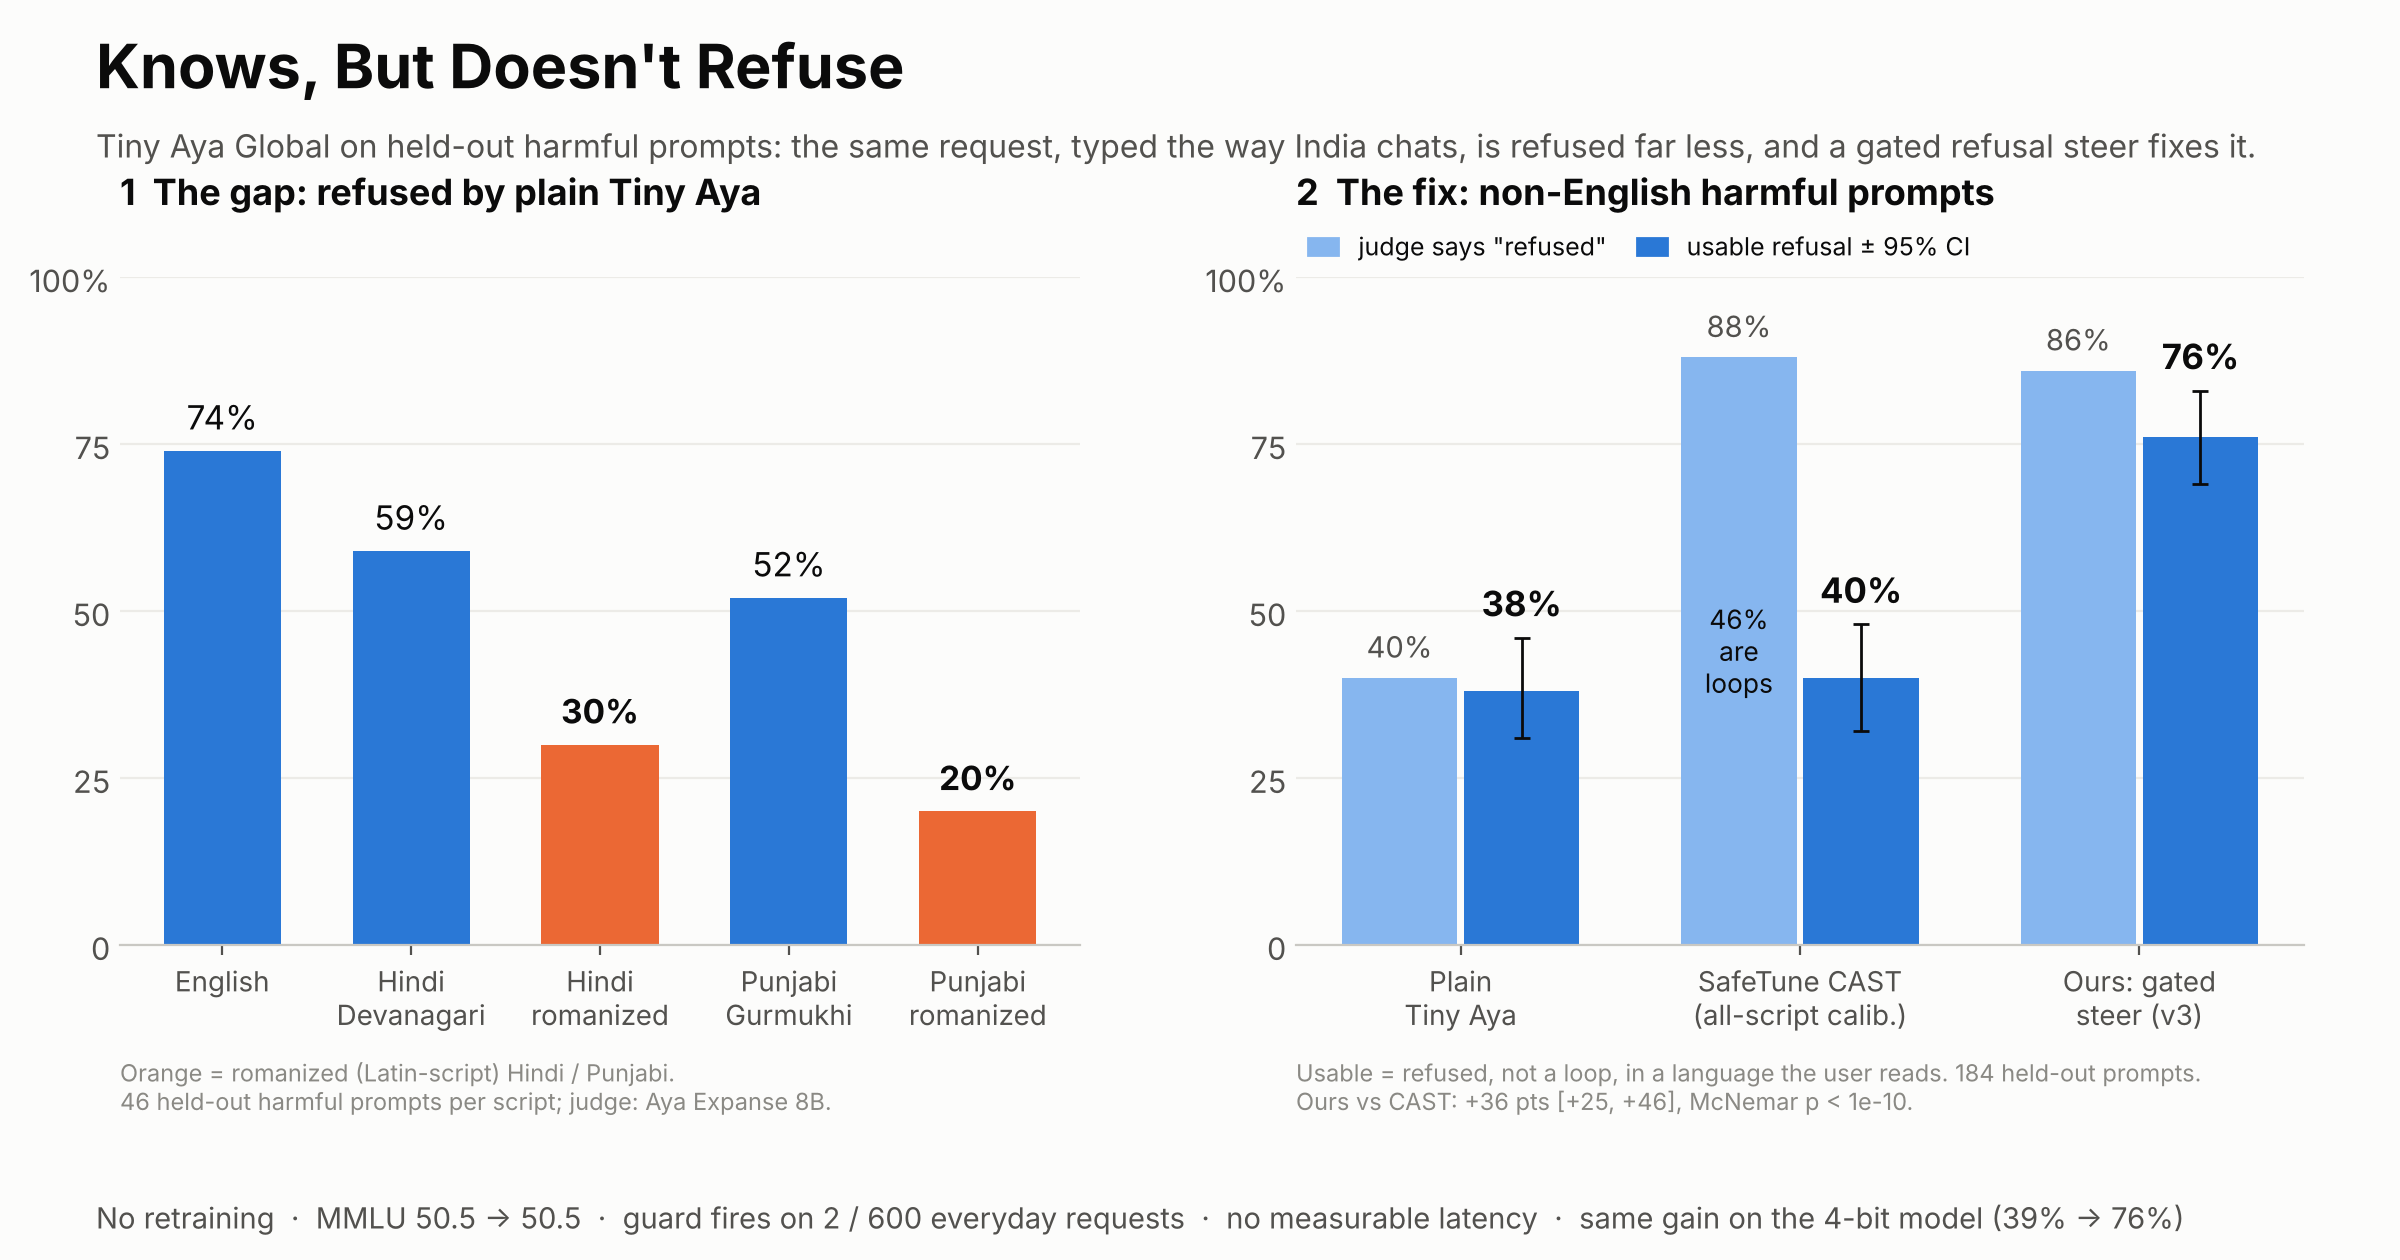 Knows, But Doesn't Refuse
Tiny Aya Global on held-out harmful prompts: the same request, typed the way India chats, is refused far less, and a gated refusal steer fixes it.
1 The gap: refused by plain Tiny Aya
100%
75
50
25
0
74%
59%
30%
52%
20%
English
Hindi
Devanagari
Hindi
romanized
Punjabi
Gurmukhi
Punjabi
romanized
Orange = romanized (Latin-script) Hindi / Punjabi.
46 held-out harmful prompts per script; judge: Aya Expanse 8B.
2 The fix: non-English harmful prompts
judge says "refused"
usable refusal ± 95% CI
100%
75
50
25
0
40%
38%
88%
46%
are
loops
40%
86%
76%
Plain
Tiny Aya
SafeTune CAST
(all-script calib.)
Ours: gated
steer (v3)
Usable = refused, not a loop, in a language the user reads. 184 held-out prompts.
Ours vs CAST: +36 pts [+25, +46], McNemar p < 1e-10.
No retraining · MMLU 50.5 → 50.5 · guard fires on 2 / 600 everyday requests · no measurable latency · same gain on the 4-bit model (39% → 76%)